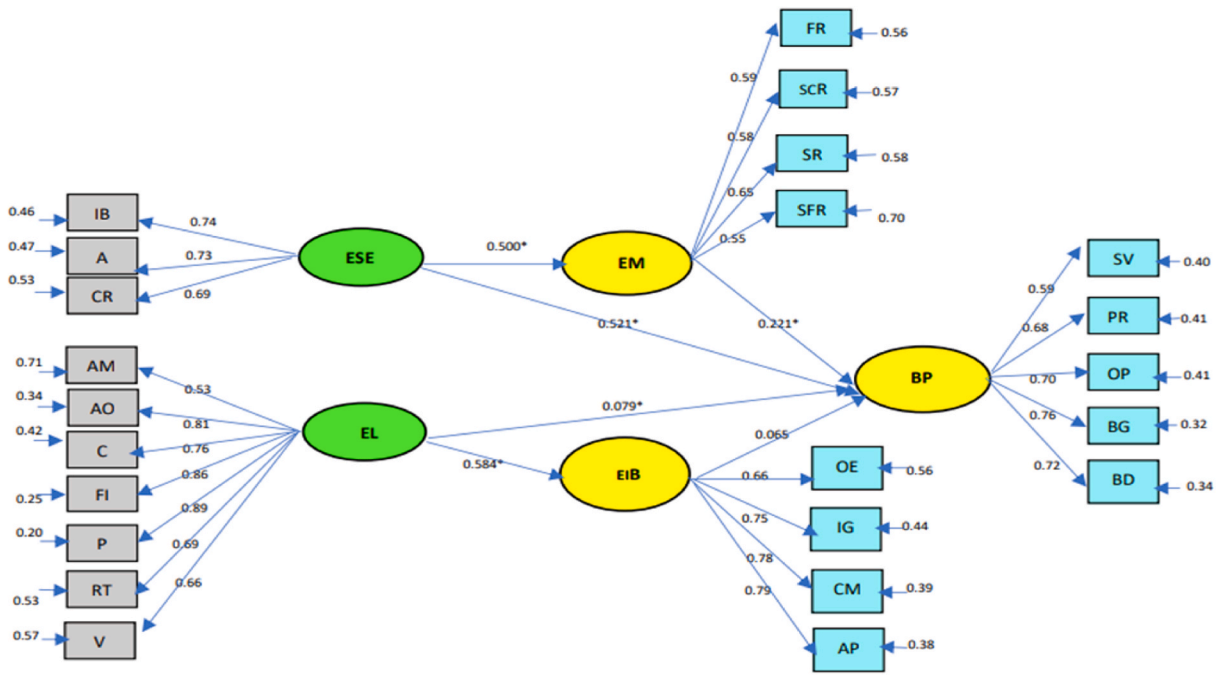 FR
0.56
0.59
SCR
0.57
0.58
SR
0.58
0.65
SFR
0.70
0.55
0.46
IB
0.74
0.47
A
0.73
0.53
CR
0.69
ESE
0.500*
EM
0.521*
0.221*
SV
0.40
0.59
PR
0.41
0.68
OP
0.41
0.70
BG
0.32
0.76
BD
0.34
0.72
BP
0.71
AM
0.53
0.34
AO
0.81
0.42
C
0.76
0.25
FI
0.86
0.20
P
0.89
0.53
RT
0.69
0.57
V
0.66
EL
0.079*
0.584*
EIB
0.065
OE
0.56
0.66
IG
0.44
0.75
CM
0.39
0.78
AP
0.38
0.79